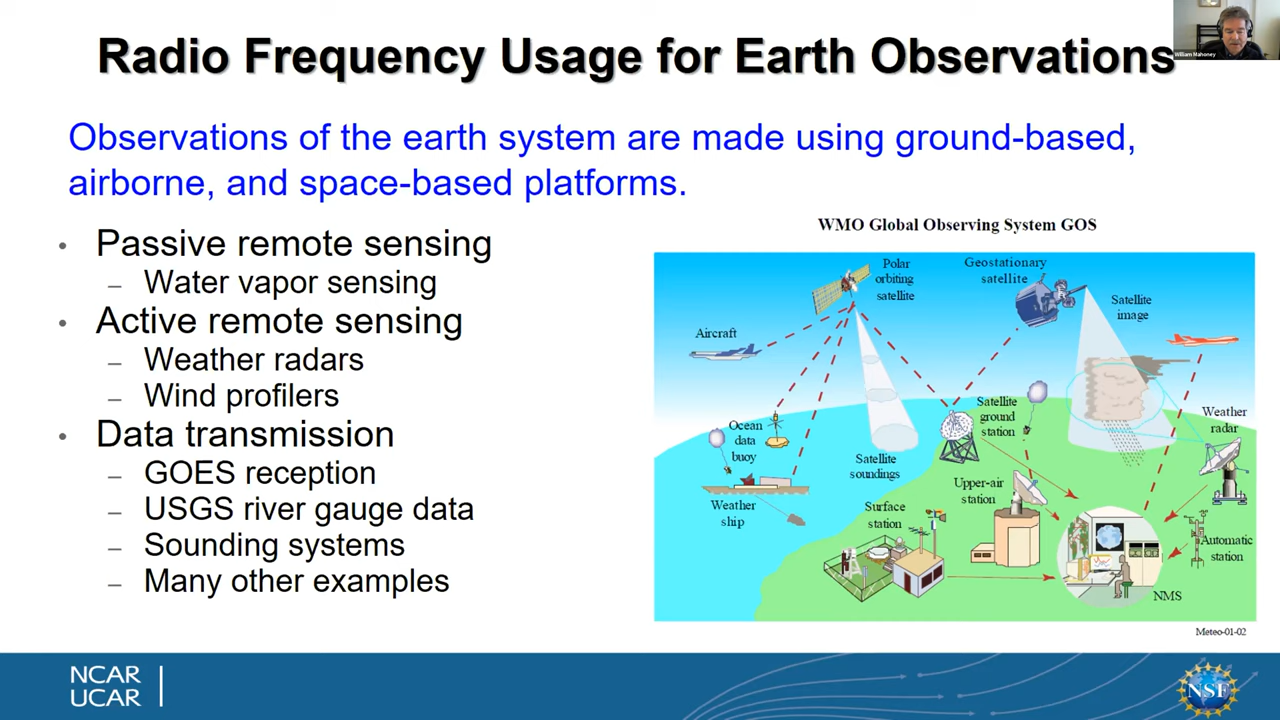 Radio Frequency Usage for Earth Observations
William Mahoney
Observations of the earth system are made using ground-based,
airborne, and space-based platforms.
• Passive remote sensing
– Water vapor sensing
• Active remote sensing
– Weather radars
– Wind profilers
• Data transmission
– GOES reception
– USGS river gauge data
– Sounding systems
– Many other examples
WMO Global Observing System GOS
Polar
orbiting
satellite
Geostationary
satellite
Satellite
image
Aircraft
Ocean
data
buoy
Satellite
ground
station
Weather
radar
Satellite
soundings
Weather
ship
Upper-air
station
Surface
station
Automatic
station
NMS
Meteo-01-02
NCAR
UCAR
NSF